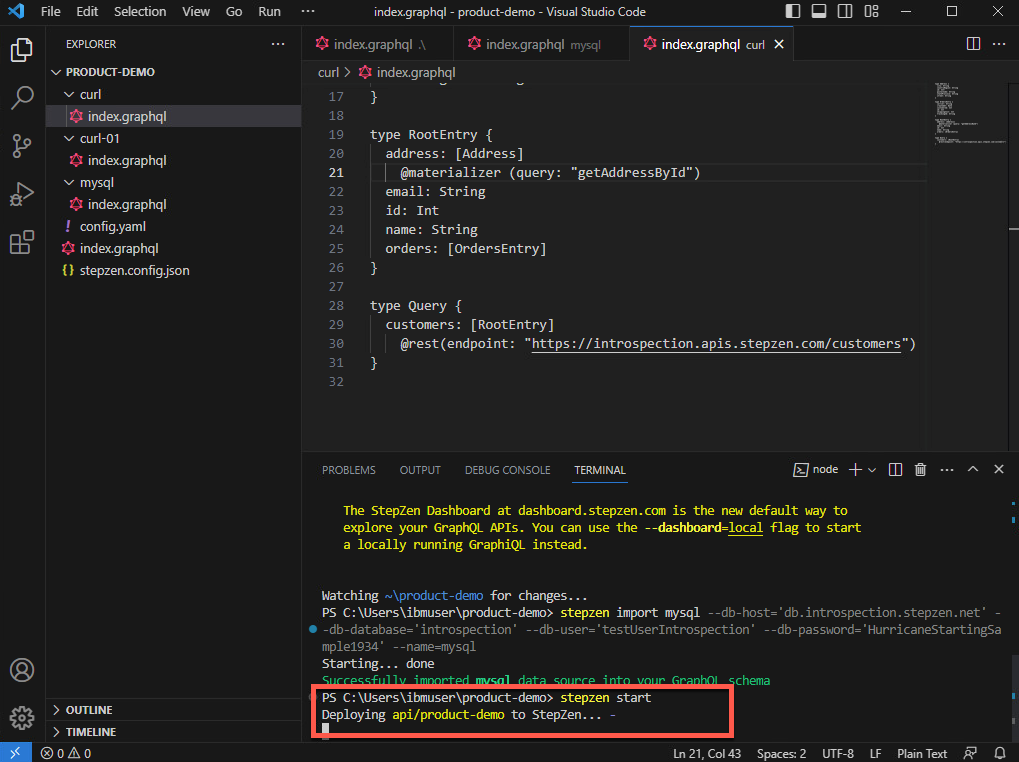 File Edit Selection View Go Run ··· index.graphql - product-demo - Visual Studio Code
EXPLORER ···
PRODUCT-DEMO
curl
index.graphql
curl-01
index.graphql
mysql
index.graphql
! config.yaml
index.graphql
{} stepzen.config.json
OUTLINE
TIMELINE
index.graphql .\ index.graphql mysql index.graphql curl
curl > index.graphql
17 }
18
19 type RootEntry {
20 address: [Address]
21 @materializer (query: "getAddressById")
22 email: String
23 id: Int
24 name: String
25 orders: [OrdersEntry]
26 }
27
28 type Query {
29 customers: [RootEntry]
30 @rest(endpoint: "https://introspection.apis.stepzen.com/customers")
31 }
32
PROBLEMS OUTPUT DEBUG CONSOLE TERMINAL node
The StepZen Dashboard at dashboard.stepzen.com is the new default way to
explore your GraphQL APIs. You can use the --dashboard=local flag to start
a locally running GraphiQL instead.
Watching ~\product-demo for changes...
PS C:\Users\ibmuser\product-demo> stepzen import mysql --db-host='db.introspection.stepzen.net' -
-db-database='introspection' --db-user='testUserIntrospection' --db-password='HurricaneStartingSa
mple1934' --name=mysql
Starting... done
Successfully imported mysql data source into your GraphQL schema
PS C:\Users\ibmuser\product-demo> stepzen start
Deploying api/product-demo to StepZen... -
0 0 Ln 21, Col 43 Spaces: 2 UTF-8 LF Plain Text